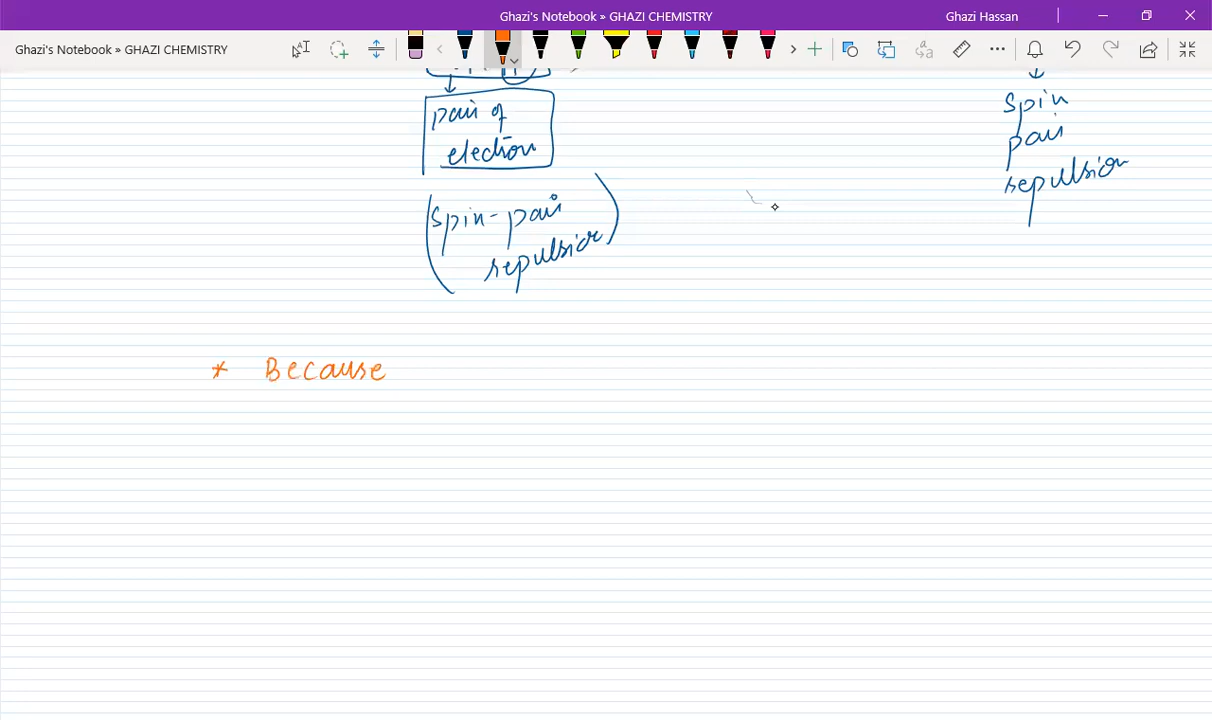 Ghazi's Notebook » GHAZI CHEMISTRY
Ghazi Hassan
Ghazi's Notebook » GHAZI CHEMISTRY
pair of
electron
(spin-pair
repulsion)
spin
pair
repulsion
* Because